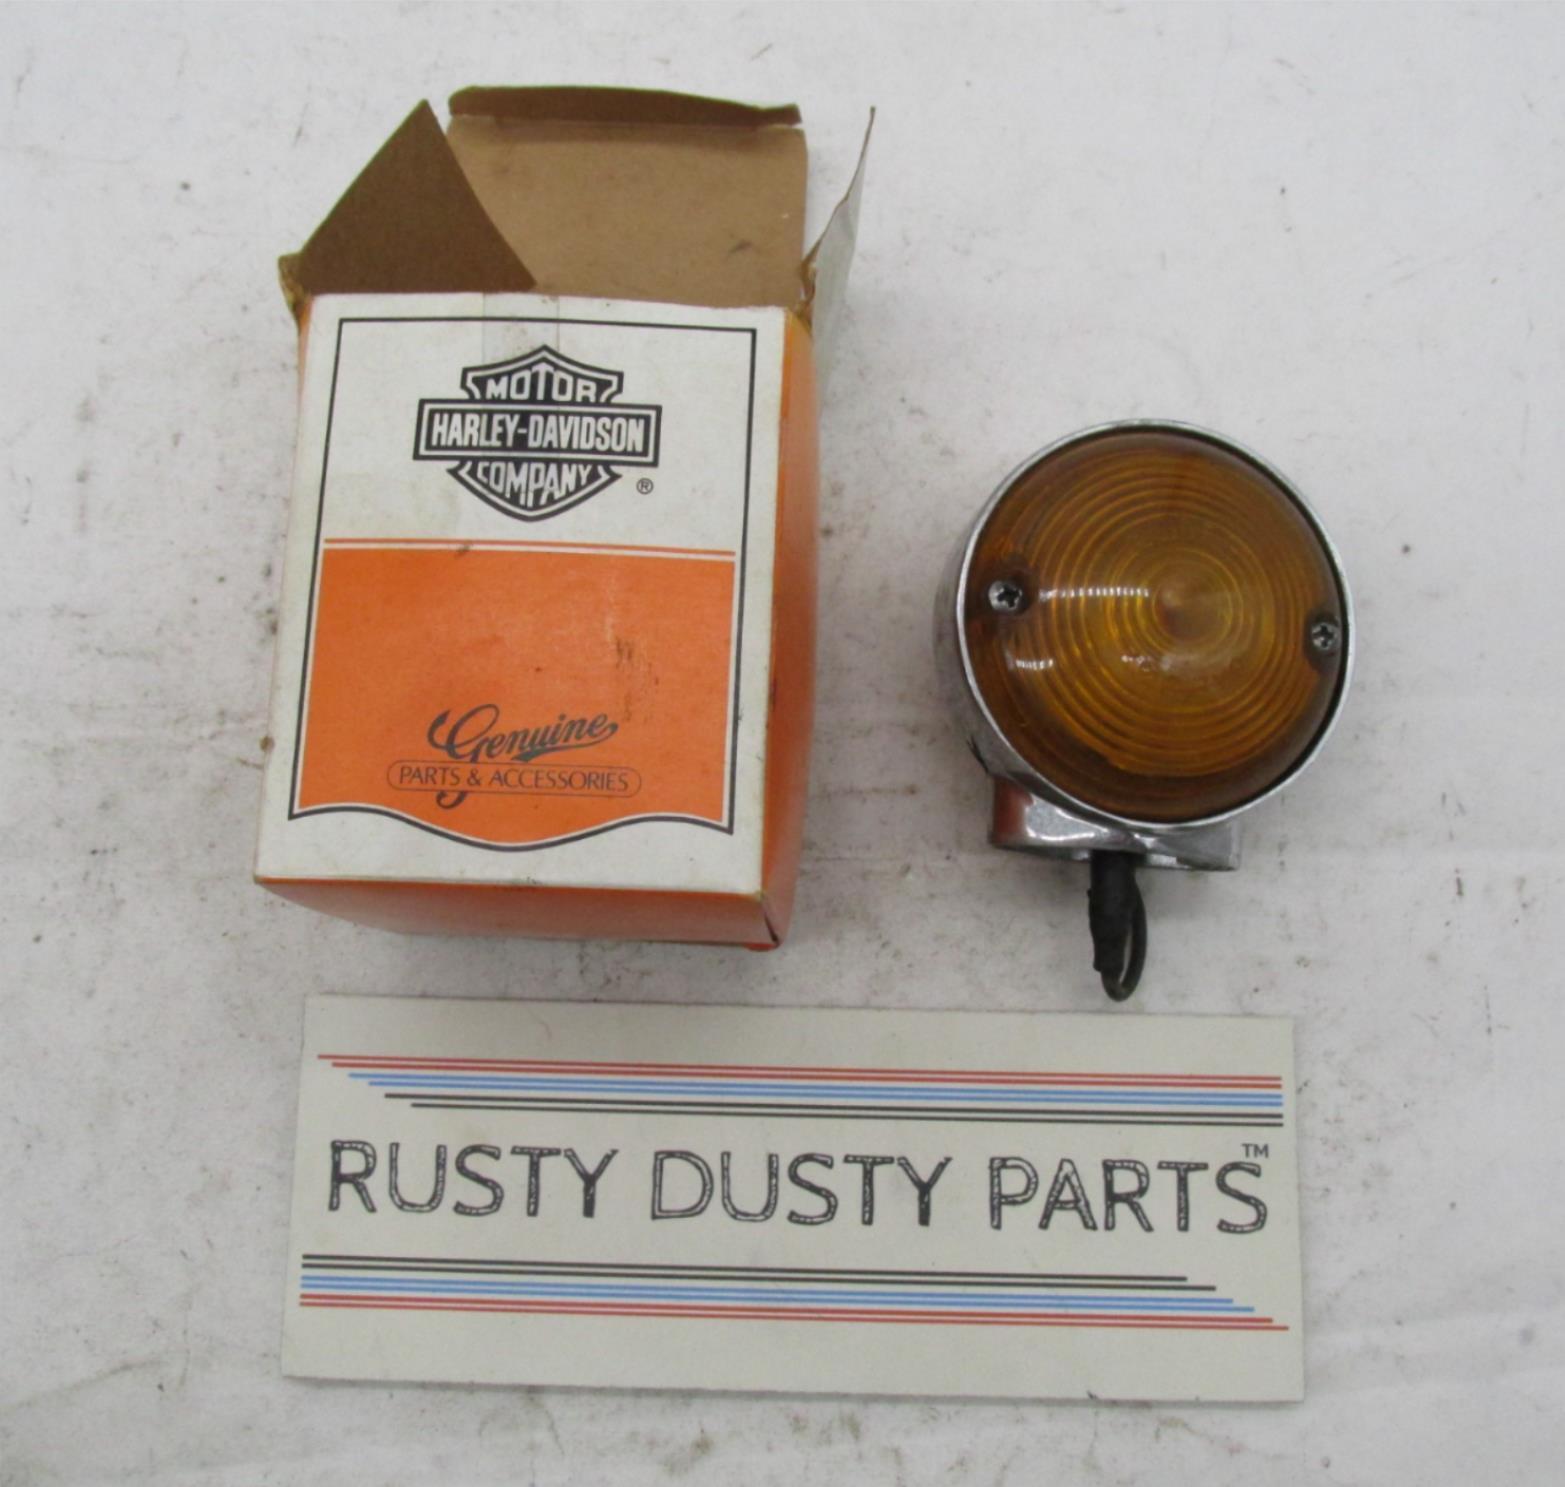 MOTOR
HARLEY-DAVIDSON
COMPANY
®
Genuine
PARTS & ACCESSORIES
RUSTY DUSTY PARTS™